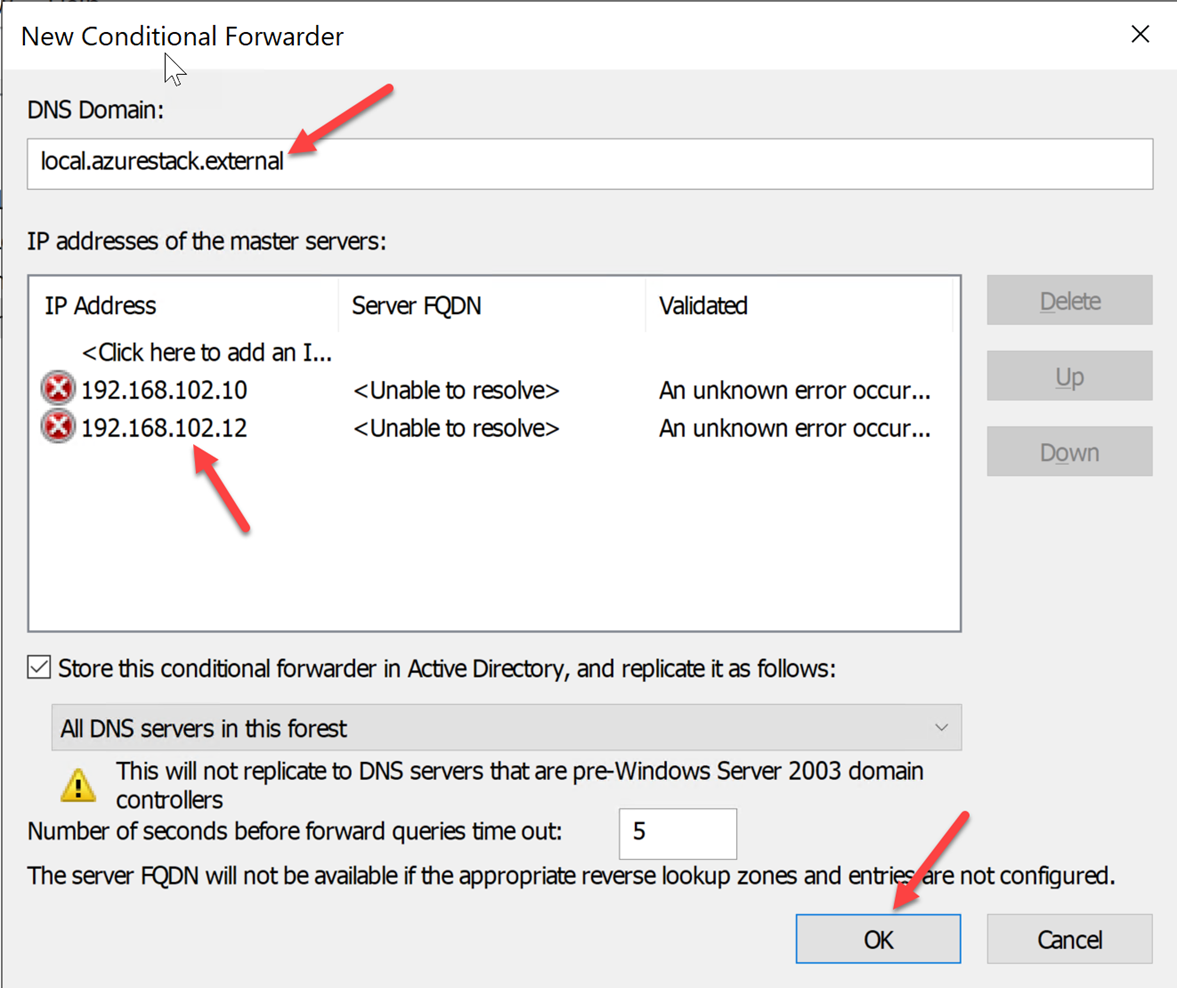 New Conditional Forwarder
DNS Domain:
local.azurestack.external
IP addresses of the master servers:
IP Address Server FQDN Validated
<Click here to add an I...
192.168.102.10 <Unable to resolve> An unknown error occur...
192.168.102.12 <Unable to resolve> An unknown error occur...
Delete
Up
Down
Store this conditional forwarder in Active Directory, and replicate it as follows:
All DNS servers in this forest
This will not replicate to DNS servers that are pre-Windows Server 2003 domain
controllers
Number of seconds before forward queries time out: 5
The server FQDN will not be available if the appropriate reverse lookup zones and entries are not configured.
OK Cancel